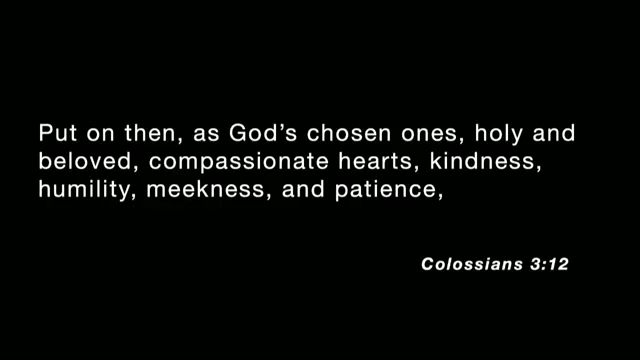 Put on then, as God’s chosen ones, holy and
beloved, compassionate hearts, kindness,
humility, meekness, and patience,
Colossians 3:12